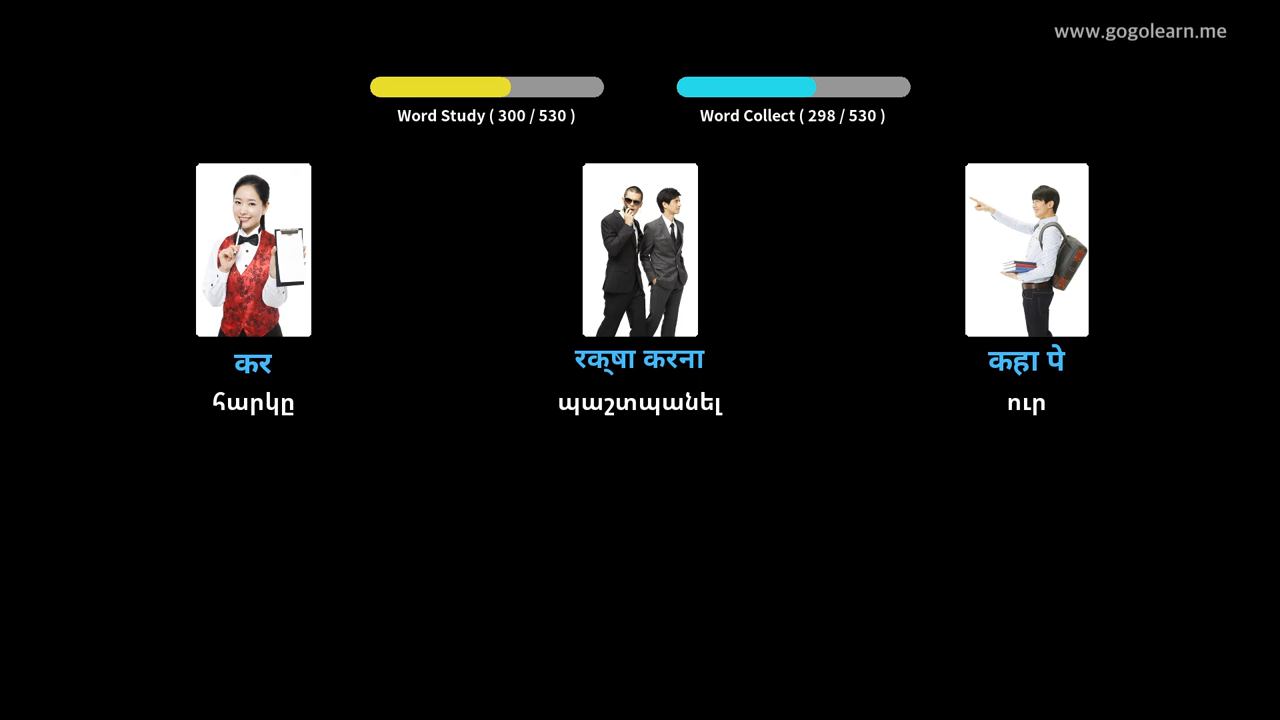 www.gogolearn.me
Word Study ( 300 / 530 )
Word Collect ( 298 / 530 )
कर
रक्षा करना
कहा पे
հարկը
պաշտպանել
ուր